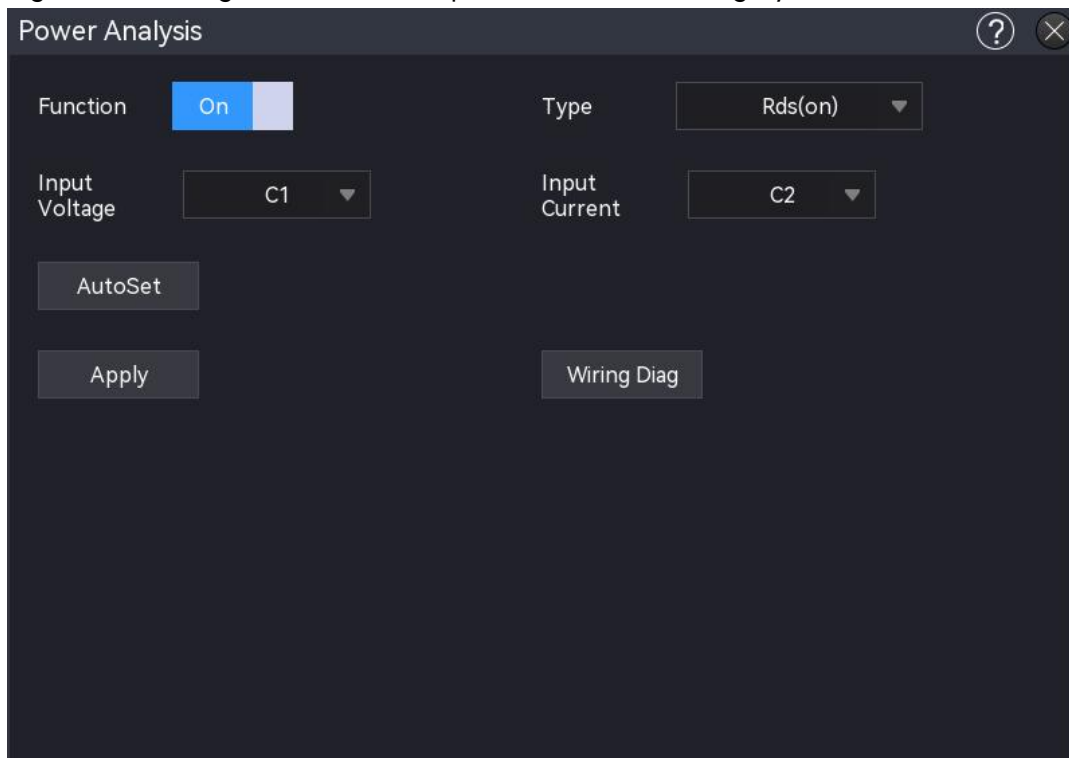 Power Analysis
?
Function
On
Type
Rds(on)
Input
Voltage
C1
Input
Current
C2
AutoSet
Apply
Wiring Diag